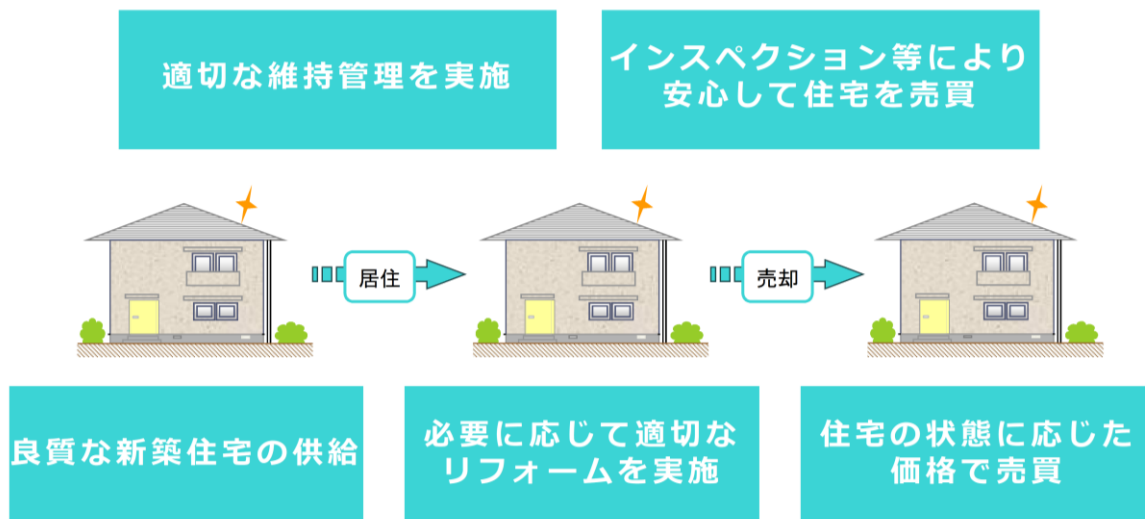 適切な維持管理を実施
インスペクション等により
安心して住宅を売買
居住
売却
良質な新築住宅の供給
必要に応じて適切な
リフォームを実施
住宅の状態に応じた
価格で売買